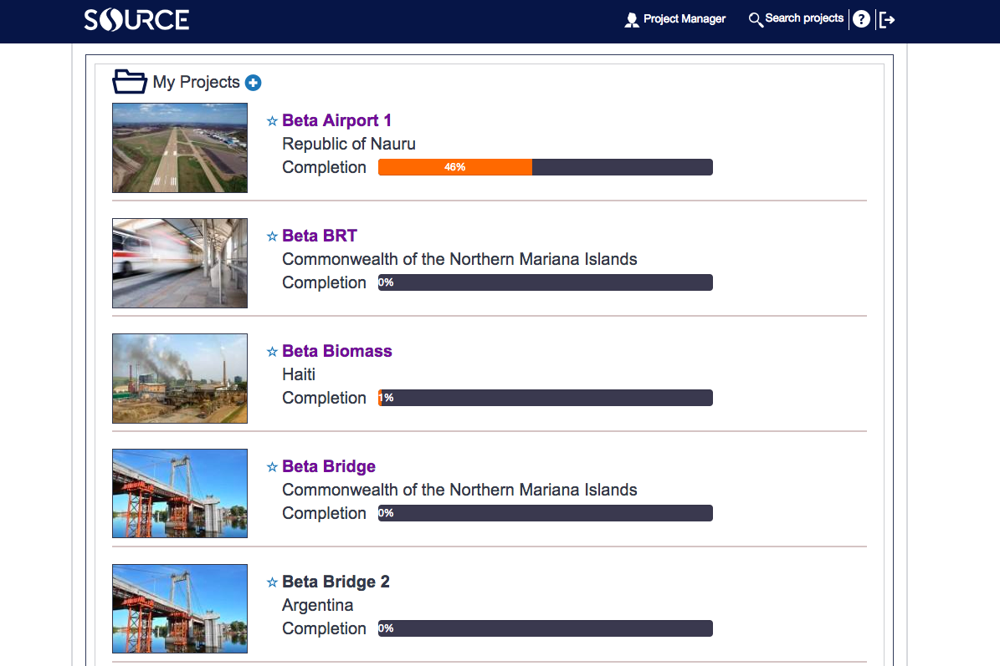 SOURCE
Project Manager
Search projects
?
My Projects
Beta Airport 1
Republic of Nauru
Completion 46%
Beta BRT
Commonwealth of the Northern Mariana Islands
Completion 0%
Beta Biomass
Haiti
Completion 1%
Beta Bridge
Commonwealth of the Northern Mariana Islands
Completion 0%
Beta Bridge 2
Argentina
Completion 0%